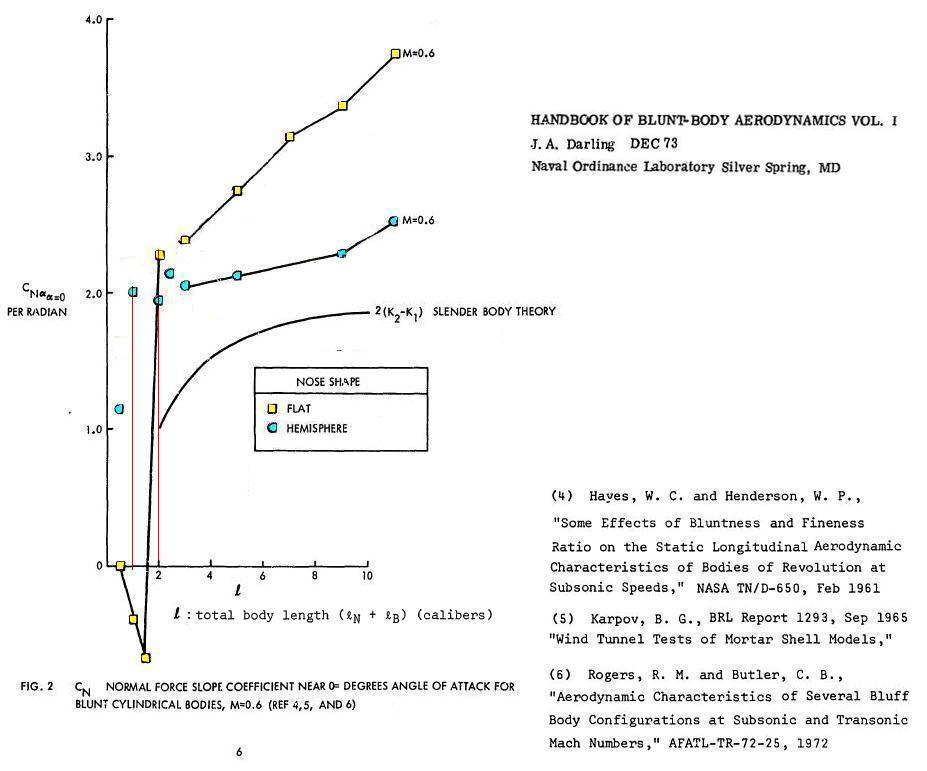 4.0
M=0.6
3.0
M=0.6
C_Nα α=0
PER RADIAN
2.0
2(K₂-K₁) SLENDER BODY THEORY
NOSE SHAPE
FLAT
HEMISPHERE
1.0
0
2 4 6 8 10
ℓ
ℓ : total body length (ℓN + ℓB) (calibers)
FIG. 2 C_N NORMAL FORCE SLOPE COEFFICIENT NEAR 0= DEGREES ANGLE OF ATTACK FOR
BLUNT CYLINDRICAL BODIES, M=0.6 (REF 4,5, AND 6)
6
HANDBOOK OF BLUNT-BODY AERODYNAMICS VOL. I
J. A. Darling DEC 73
Naval Ordinance Laboratory Silver Spring, MD
(4) Hayes, W. C. and Henderson, W. P.,
"Some Effects of Bluntness and Fineness
Ratio on the Static Longitudinal Aerodynamic
Characteristics of Bodies of Revolution at
Subsonic Speeds," NASA TN/D-650, Feb 1961
(5) Karpov, B. G., BRL Report 1293, Sep 1965
"Wind Tunnel Tests of Mortar Shell Models,"
(6) Rogers, R. M. and Butler, C. B.,
"Aerodynamic Characteristics of Several Bluff
Body Configurations at Subsonic and Transonic
Mach Numbers," AFATL-TR-72-25, 1972